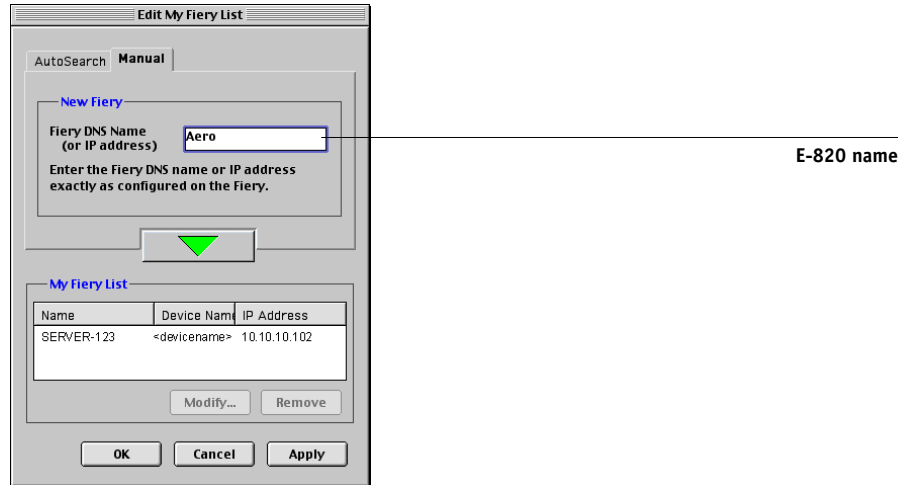 Edit My Fiery List
AutoSearch Manual
New Fiery
Fiery DNS Name
(or IP address)
Aero
E-820 name
Enter the Fiery DNS name or IP address
exactly as configured on the Fiery.
My Fiery List
Name Device Name IP Address
SERVER-123 <devicename> 10.10.10.102
Modify... Remove
OK Cancel Apply